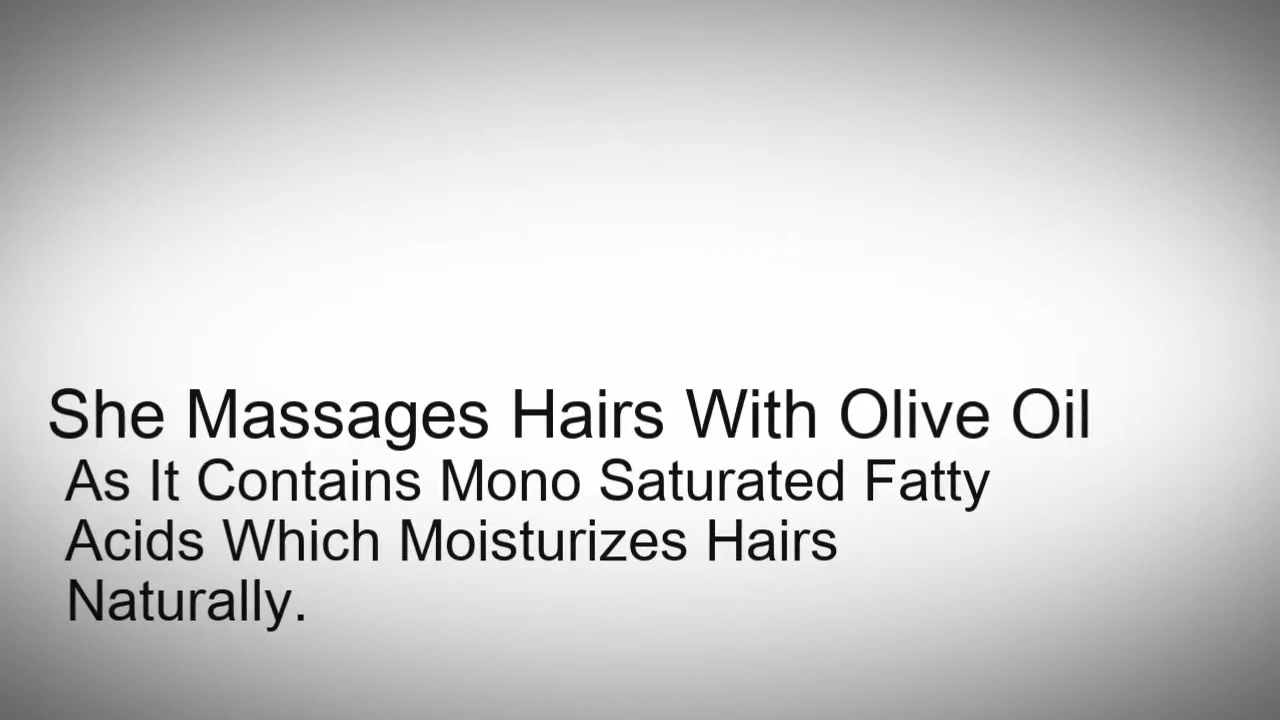 She Massages Hairs With Olive Oil
As It Contains Mono Saturated Fatty
Acids Which Moisturizes Hairs
Naturally.